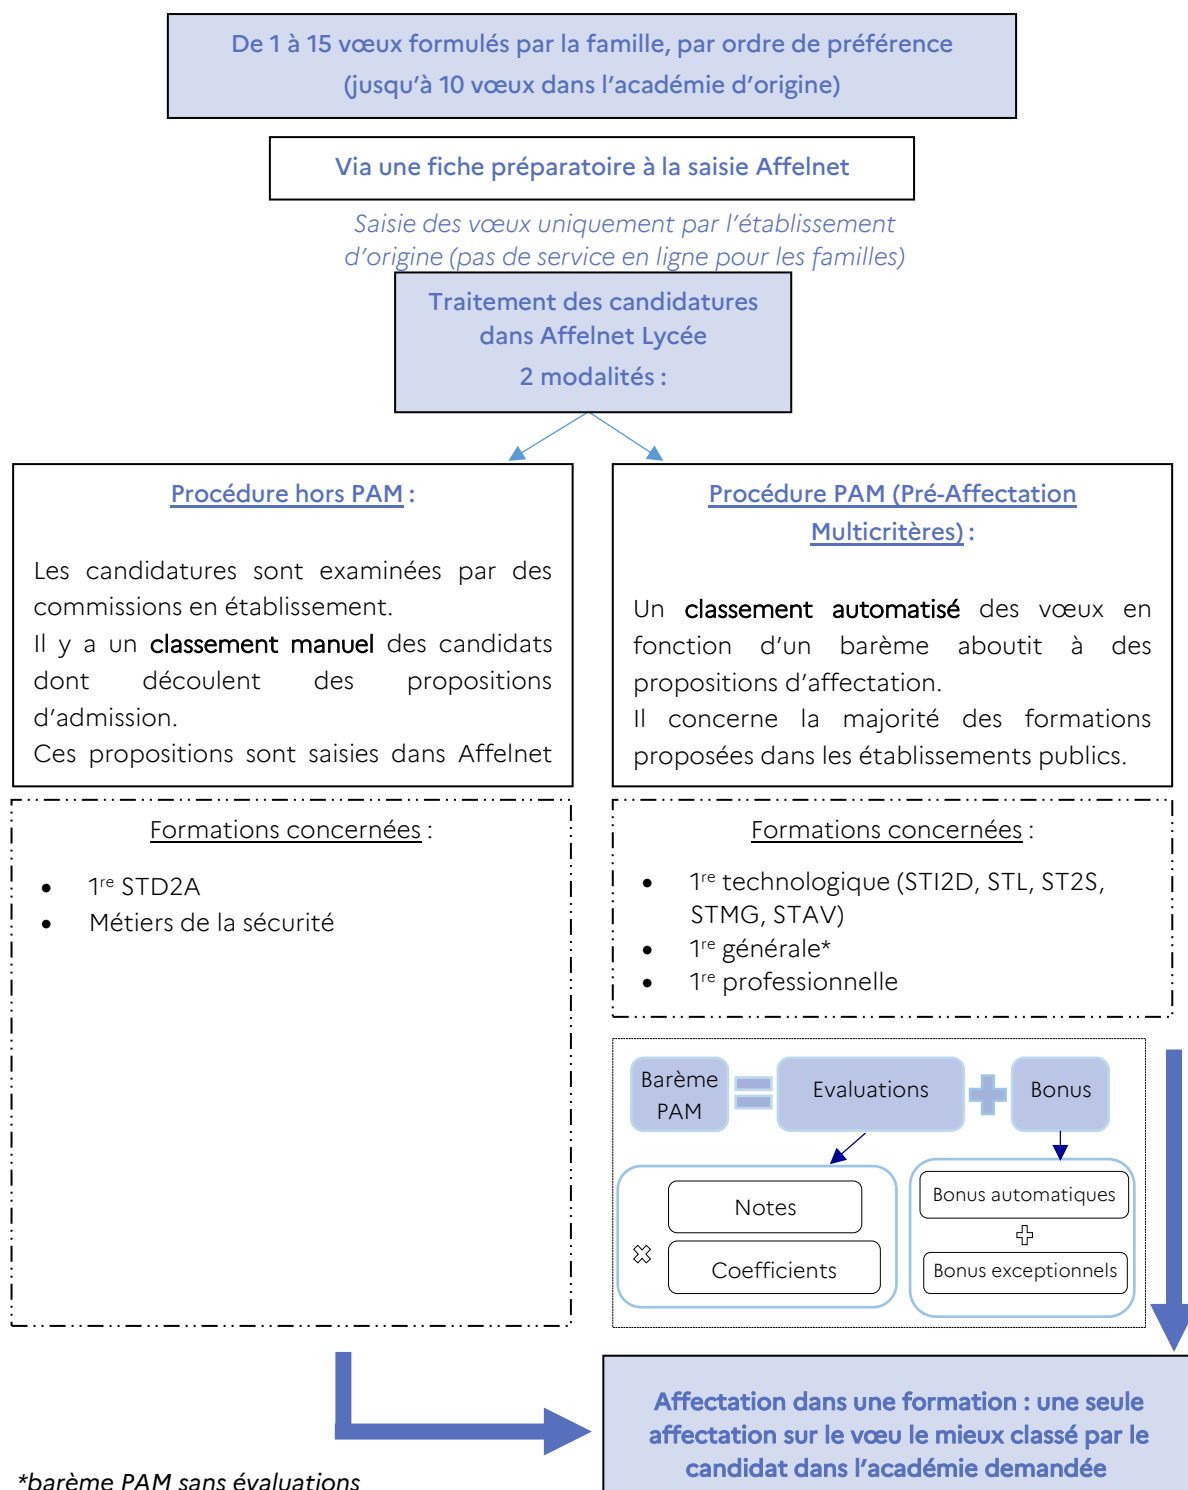 De 1 à 15 vœux formulés par la famille, par ordre de préférence
(jusqu'à 10 vœux dans l'académie d'origine)
Via une fiche préparatoire à la saisie Affelnet
Saisie des vœux uniquement par l'établissement
d'origine (pas de service en ligne pour les familles)
Traitement des candidatures
dans Affelnet Lycée
2 modalités :
Procédure hors PAM :
Les candidatures sont examinées par des
commissions en établissement.
Il y a un classement manuel des candidats
dont découlent des propositions
d'admission.
Ces propositions sont saisies dans Affelnet
Procédure PAM (Pré-Affectation
Multicritères) :
Un classement automatisé des vœux en
fonction d'un barème aboutit à des
propositions d'affectation.
Il concerne la majorité des formations
proposées dans les établissements publics.
Formations concernées :
• 1re STD2A
• Métiers de la sécurité
Formations concernées :
• 1re technologique (STI2D, STL, ST2S,
STMG, STAV)
• 1re générale*
• 1re professionnelle
Barème
PAM
Evaluations
Bonus
Notes
Coefficients
Bonus automatiques
Bonus exceptionnels
Affectation dans une formation : une seule
affectation sur le vœu le mieux classé par le
candidat dans l'académie demandée
*barème PAM sans évaluations